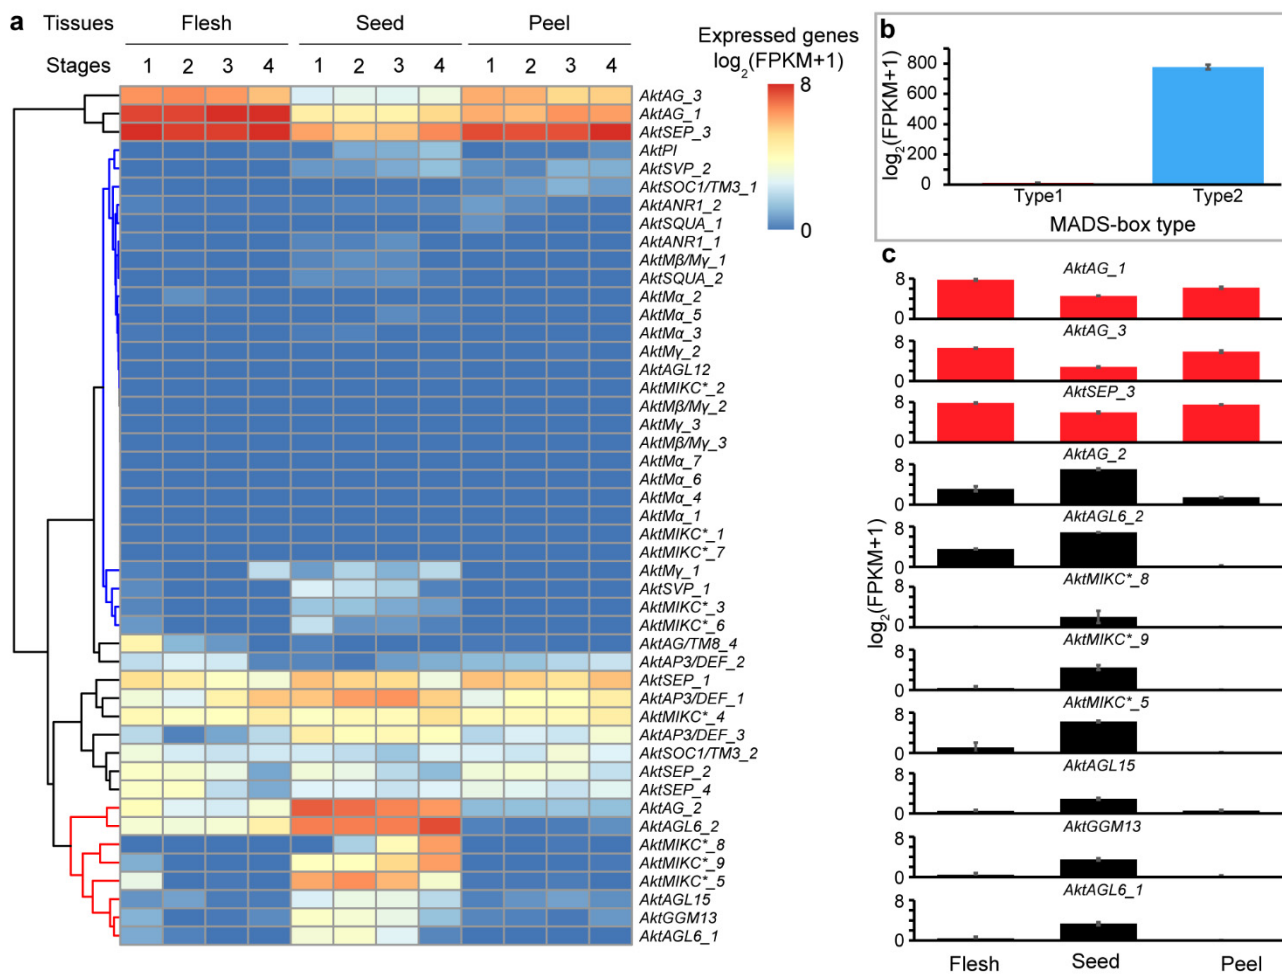 a
Tissues Flesh Seed Peel
Stages 1 2 3 4 1 2 3 4 1 2 3 4
Expressed genes
log2(FPKM+1)
8
0
AktAG_3
AktAG_1
AktSEP_3
AktPI
AktSVP_2
AktSOC1/TM3_1
AktANR1_2
AktSQUA_1
AktANR1_1
AktMβ/Mγ_1
AktSQUA_2
AktMα_2
AktMα_5
AktMα_3
AktMγ_2
AktAGL12
AktMIKC*_2
AktMβ/Mγ_2
AktMγ_3
AktMβ/Mγ_3
AktMα_7
AktMα_6
AktMα_4
AktMα_1
AktMIKC*_1
AktMIKC*_7
AktMγ_1
AktSVP_1
AktMIKC*_3
AktMIKC*_6
AktAG/TM8_4
AktAP3/DEF_2
AktSEP_1
AktAP3/DEF_1
AktMIKC*_4
AktAP3/DEF_3
AktSOC1/TM3_2
AktSEP_2
AktSEP_4
AktAG_2
AktAGL6_2
AktMIKC*_8
AktMIKC*_9
AktMIKC*_5
AktAGL15
AktGGM13
AktAGL6_1
b
log2(FPKM+1)
800
600
400
200
0
Type1 Type2
MADS-box type
c
log2(FPKM+1)
AktAG_1
8
0
AktAG_3
8
0
AktSEP_3
8
0
AktAG_2
8
0
AktAGL6_2
8
0
AktMIKC*_8
8
0
AktMIKC*_9
8
0
AktMIKC*_5
8
0
AktAGL15
8
0
AktGGM13
8
0
AktAGL6_1
8
0
Flesh Seed Peel